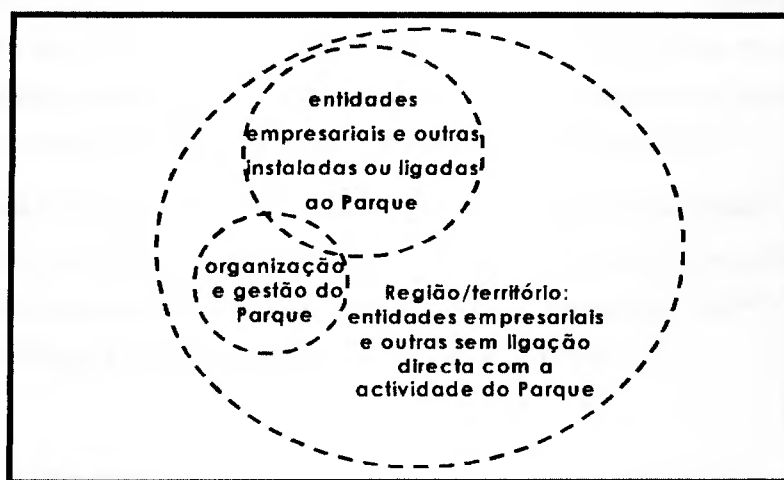 entidades
empresariais e outras
instaladas ou ligadas
ao Parque
organização
e gestão do
Parque
Região/território:
entidades empresariais
e outras sem ligação
directa com a
actividade do Parque